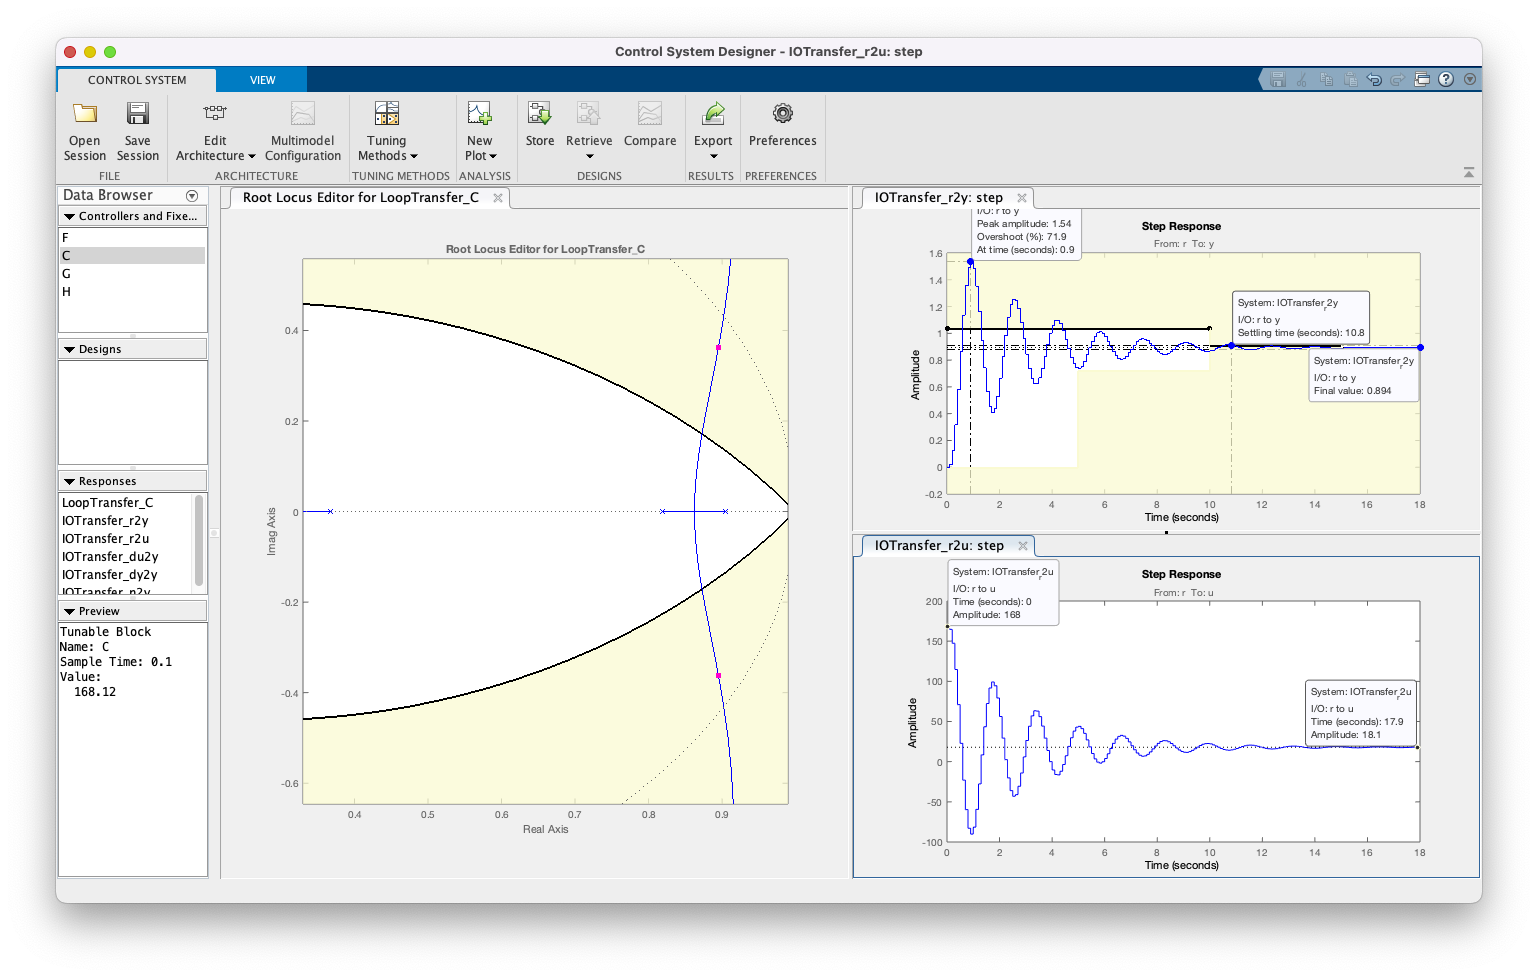 Control System Designer - IOTransfer_r2u: step
CONTROL SYSTEM
VIEW
Open Session
Save Session
Edit Architecture
Multimodel Configuration
Tuning Methods
New Plot
Store
Retrieve
Compare
Export
Preferences
FILE
ARCHITECTURE
TUNING METHODS
ANALYSIS
DESIGNS
RESULTS
PREFERENCES
Data Browser
Controllers and Fixe...
F
C
G
H
Designs
Responses
LoopTransfer_C
IOTransfer_r2y
IOTransfer_r2u
IOTransfer_du2y
IOTransfer_dy2y
IOTransfer_n2y
Preview
Tunable Block
Name: C
Sample Time: 0.1
Value:
168.12
Root Locus Editor for LoopTransfer_C
Root Locus Editor for LoopTransfer_C
0.4
0.2
0
-0.2
-0.4
-0.6
Imag Axis
0.4
0.5
0.6
0.7
0.8
0.9
Real Axis
IOTransfer_r2y: step
I/O: r to y
Peak amplitude: 1.54
Overshoot (%): 71.9
At time (seconds): 0.9
Step Response
From: r To: y
1.6
1.4
1.2
1
0.8
0.6
0.4
0.2
0
-0.2
Amplitude
System: IOTransfer_r2y
I/O: r to y
Settling time (seconds): 10.8
System: IOTransfer_r2y
I/O: r to y
Final value: 0.894
0
2
4
6
8
10
12
14
16
18
Time (seconds)
IOTransfer_r2u: step
System: IOTransfer_r2u
I/O: r to u
Time (seconds): 0
Amplitude: 168
Step Response
From: r To: u
200
150
100
50
0
-50
-100
Amplitude
System: IOTransfer_r2u
I/O: r to u
Time (seconds): 17.9
Amplitude: 18.1
0
2
4
6
8
10
12
14
16
18
Time (seconds)